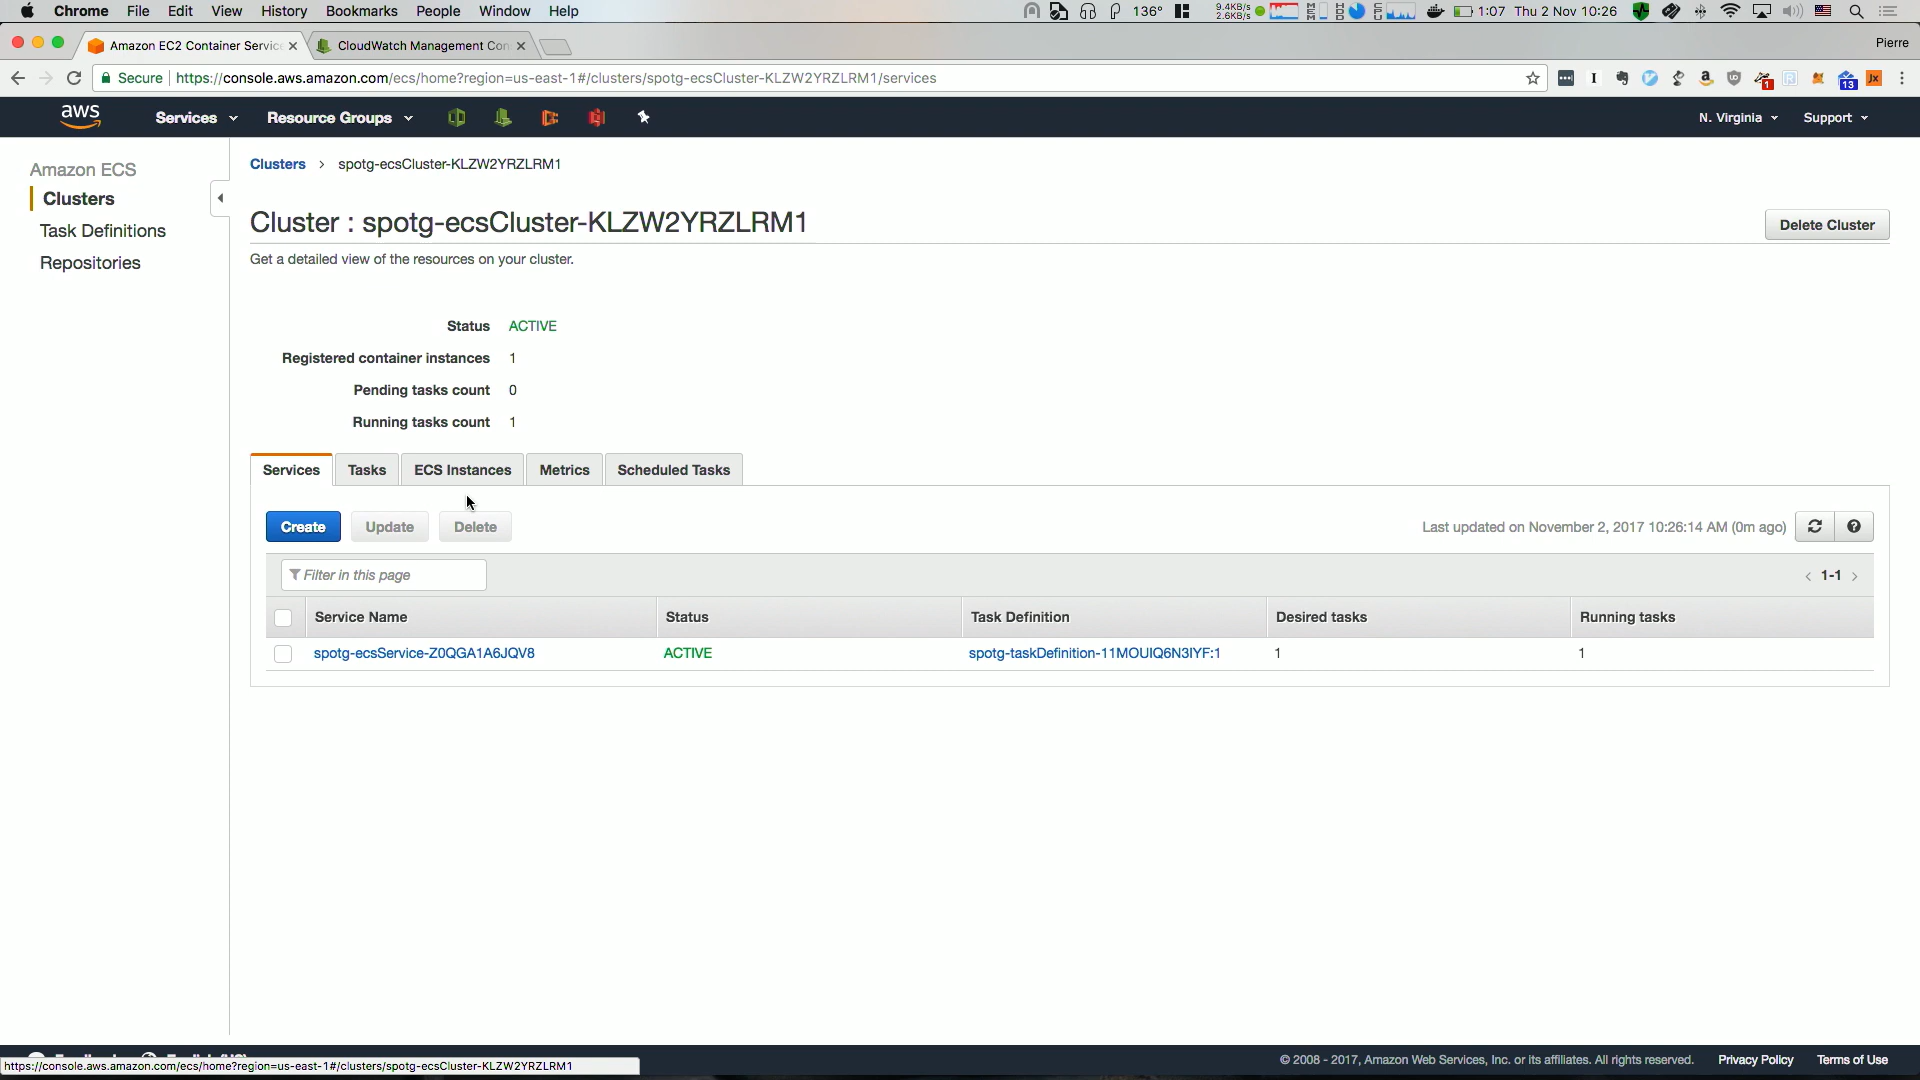 Chrome File Edit View History Bookmarks People Window Help 136° 9.4KB/s 2.6KB/s 1:07 Thu 2 Nov 10:26
Amazon EC2 Container Servic CloudWatch Management Con Pierre
Secure https://console.aws.amazon.com/ecs/home?region=us-east-1#/clusters/spotg-ecsCluster-KLZW2YRZLRM1/services 1 13 JX
aws Services Resource Groups N. Virginia Support
Amazon ECS
Clusters
Task Definitions
Repositories
Clusters > spotg-ecsCluster-KLZW2YRZLRM1
Cluster : spotg-ecsCluster-KLZW2YRZLRM1
Delete Cluster
Get a detailed view of the resources on your cluster.
Status ACTIVE
Registered container instances 1
Pending tasks count 0
Running tasks count 1
Services Tasks ECS Instances Metrics Scheduled Tasks
Create Update Delete Last updated on November 2, 2017 10:26:14 AM (0m ago)
Filter in this page < 1-1 >
Service Name Status Task Definition Desired tasks Running tasks
spotg-ecsService-Z0QGA1A6JQV8 ACTIVE spotg-taskDefinition-11MOUIQ6N3IYF:1 1 1
© 2008 - 2017, Amazon Web Services, Inc. or its affiliates. All rights reserved. Privacy Policy Terms of Use
https://console.aws.amazon.com/ecs/home?region=us-east-1#/clusters/spotg-ecsCluster-KLZW2YRZLRM1